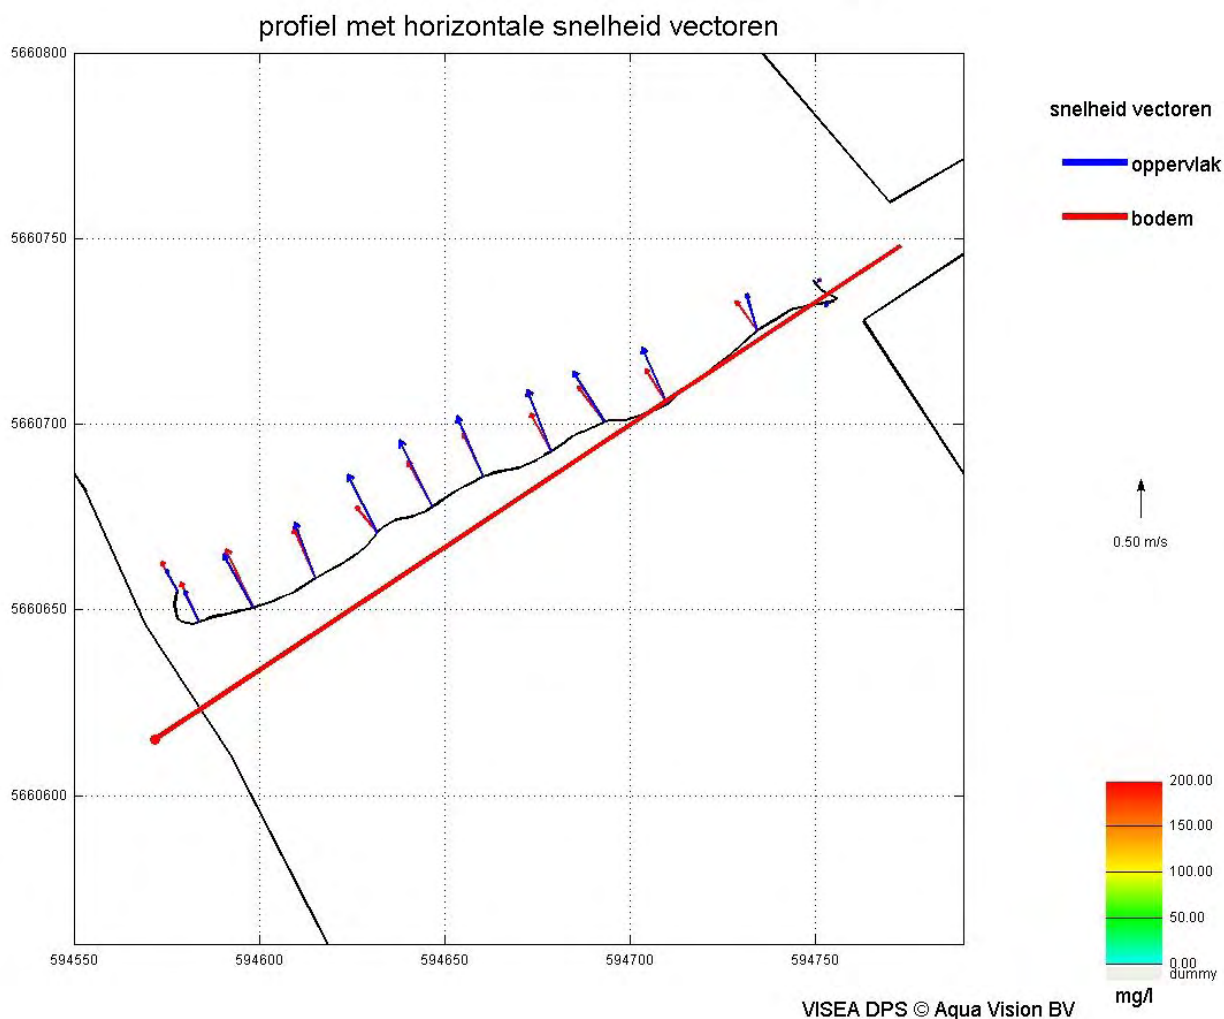 profiel met horizontale snelheid vectoren
5660800
5660750
5660700
5660650
5660600
594550
594600
594650
594700
594750
snelheid vectoren
oppervlak
bodem
0.50 m/s
200.00
150.00
100.00
50.00
0.00
dummy
mg/l
VISEA DPS © Aqua Vision BV